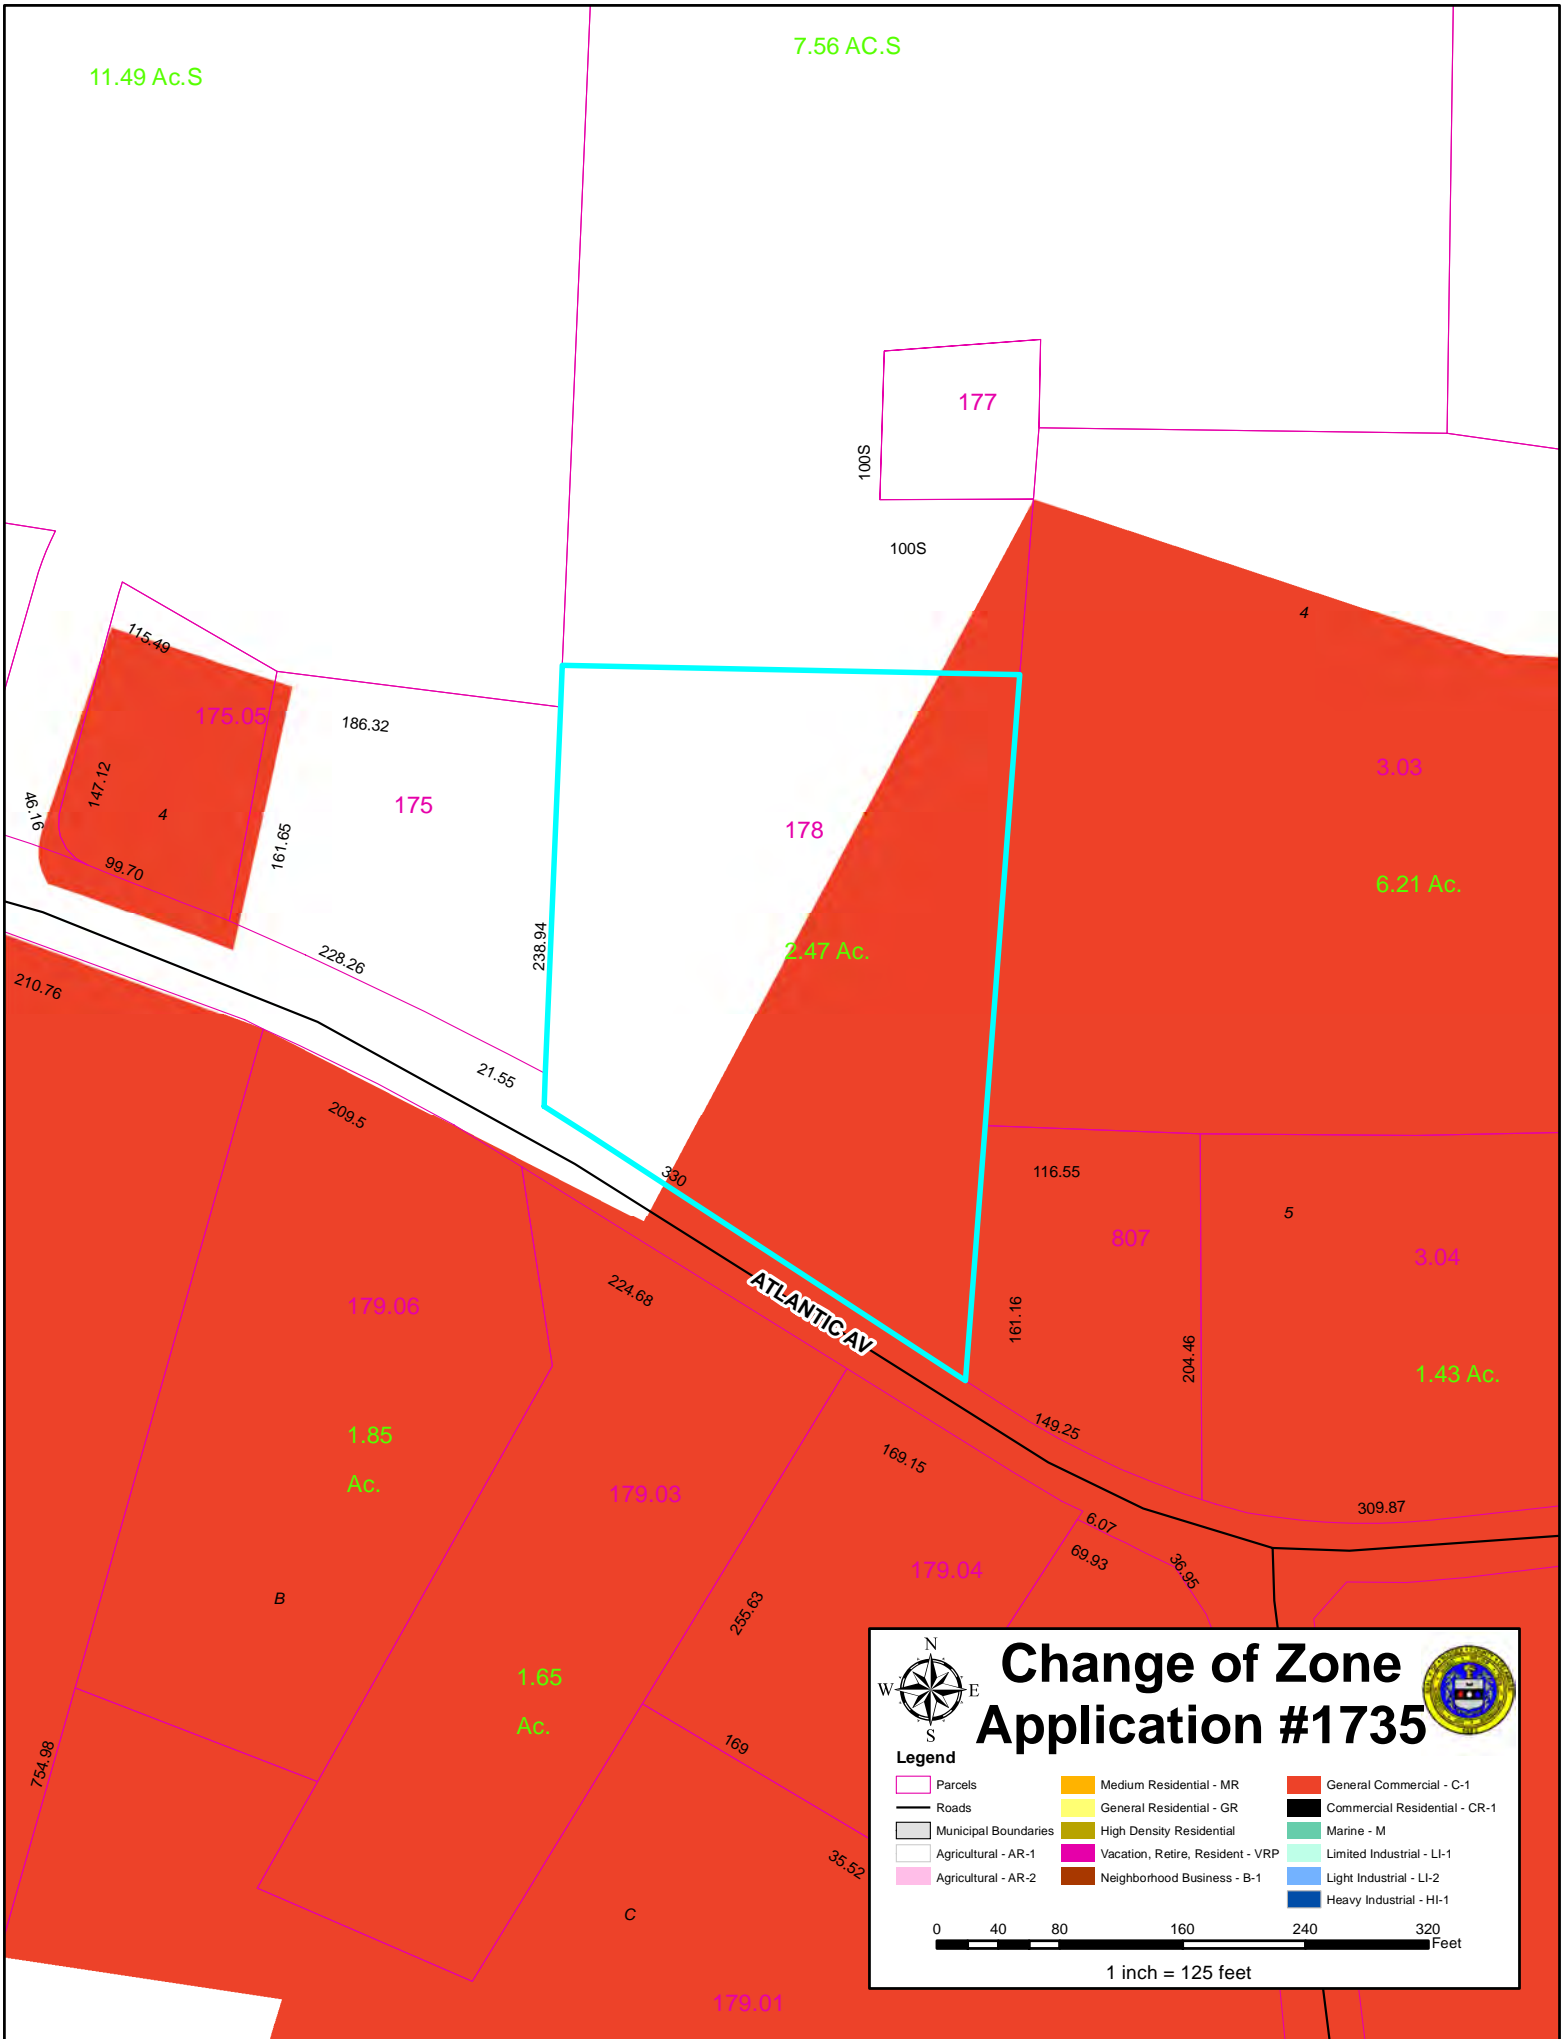 11.49 Ac.S
7.56 AC.S
177
100S
100S
4
115.49
175.05
186.32
147.12
46.16
4
175
161.65
99.70
178
3.03
6.21 Ac.
2.47 Ac.
238.94
228.26
210.76
21.55
209.5
330
116.55
807
5
3.04
161.16
204.46
1.43 Ac.
224.68
ATLANTIC AV
179.06
1.85
Ac.
149.25
169.15
179.03
309.87
6.07
69.93
36.95
179.04
B
255.63
1.65
Ac.
169
754.98
35.52
C
179.01
N
W E
S
Change of Zone
Application #1735
Legend
Parcels
Roads
Municipal Boundaries
Agricultural - AR-1
Agricultural - AR-2
Medium Residential - MR
General Residential - GR
High Density Residential
Vacation, Retire, Resident - VRP
Neighborhood Business - B-1
General Commercial - C-1
Commercial Residential - CR-1
Marine - M
Limited Industrial - LI-1
Light Industrial - LI-2
Heavy Industrial - HI-1
0 40 80 160 240 320
Feet
1 inch = 125 feet